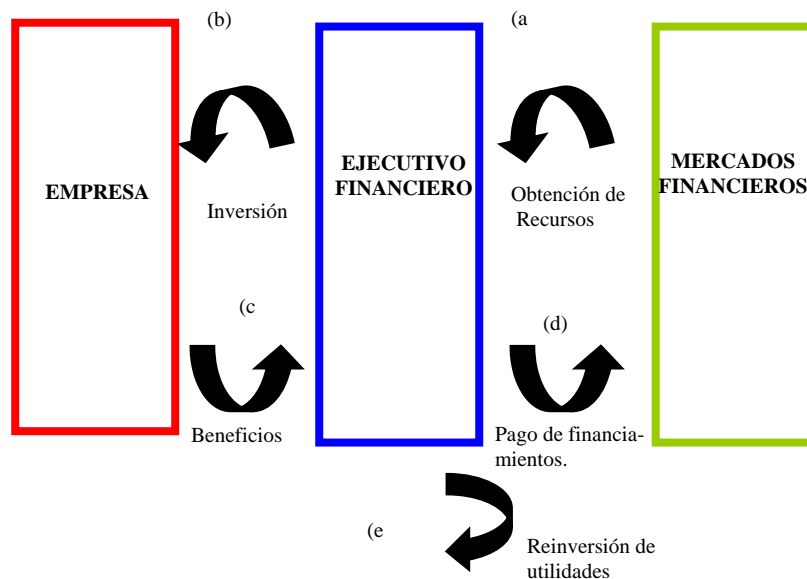 (b)
(a
EMPRESA
EJECUTIVO
FINANCIERO
MERCADOS
FINANCIEROS
Inversión
Obtención de
Recursos
(c
(d)
Beneficios
Pago de financia-
mientos.
(e
Reinversión de
utilidades